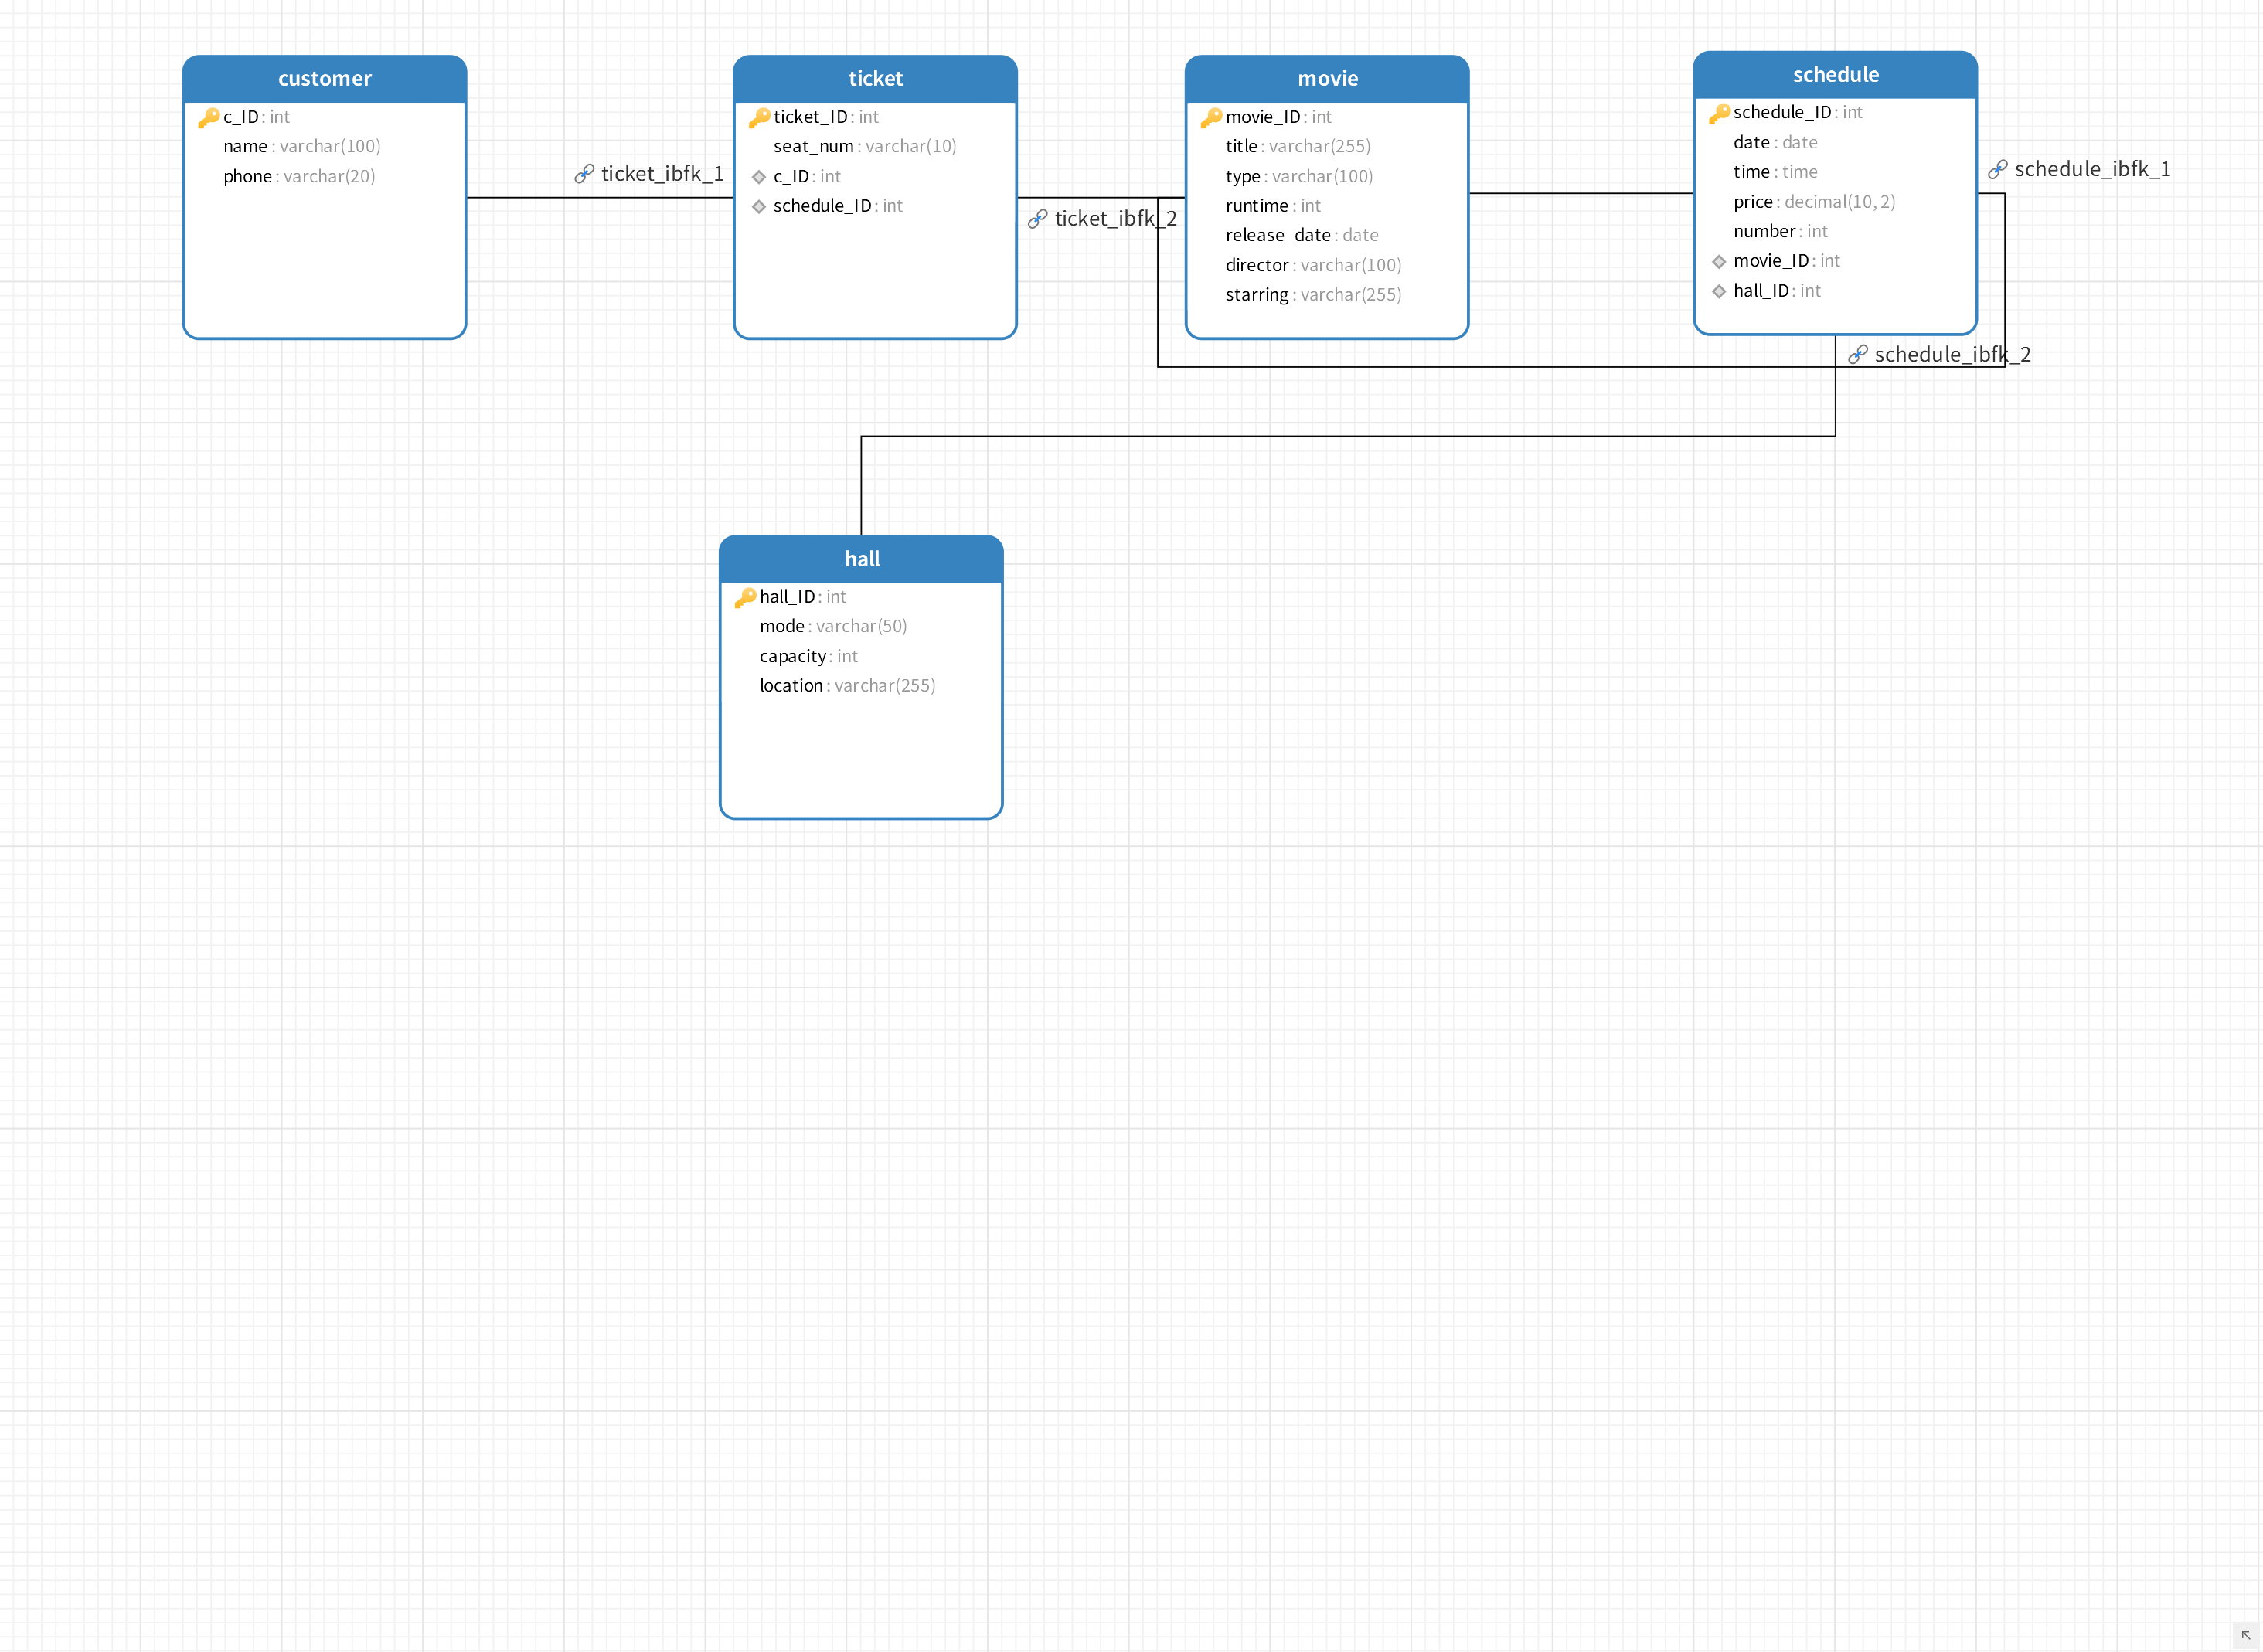 customer
c_ID: int
name: varchar(100)
phone: varchar(20)
ticket_ibfk_1
ticket
ticket_ID: int
seat_num: varchar(10)
c_ID: int
schedule_ID: int
ticket_ibfk_2
movie
movie_ID: int
title: varchar(255)
type: varchar(100)
runtime: int
release_date: date
director: varchar(100)
starring: varchar(255)
schedule
schedule_ID: int
date: date
time: time
price: decimal(10, 2)
number: int
movie_ID: int
hall_ID: int
schedule_ibfk_1
schedule_ibfk_2
hall
hall_ID: int
mode: varchar(50)
capacity: int
location: varchar(255)